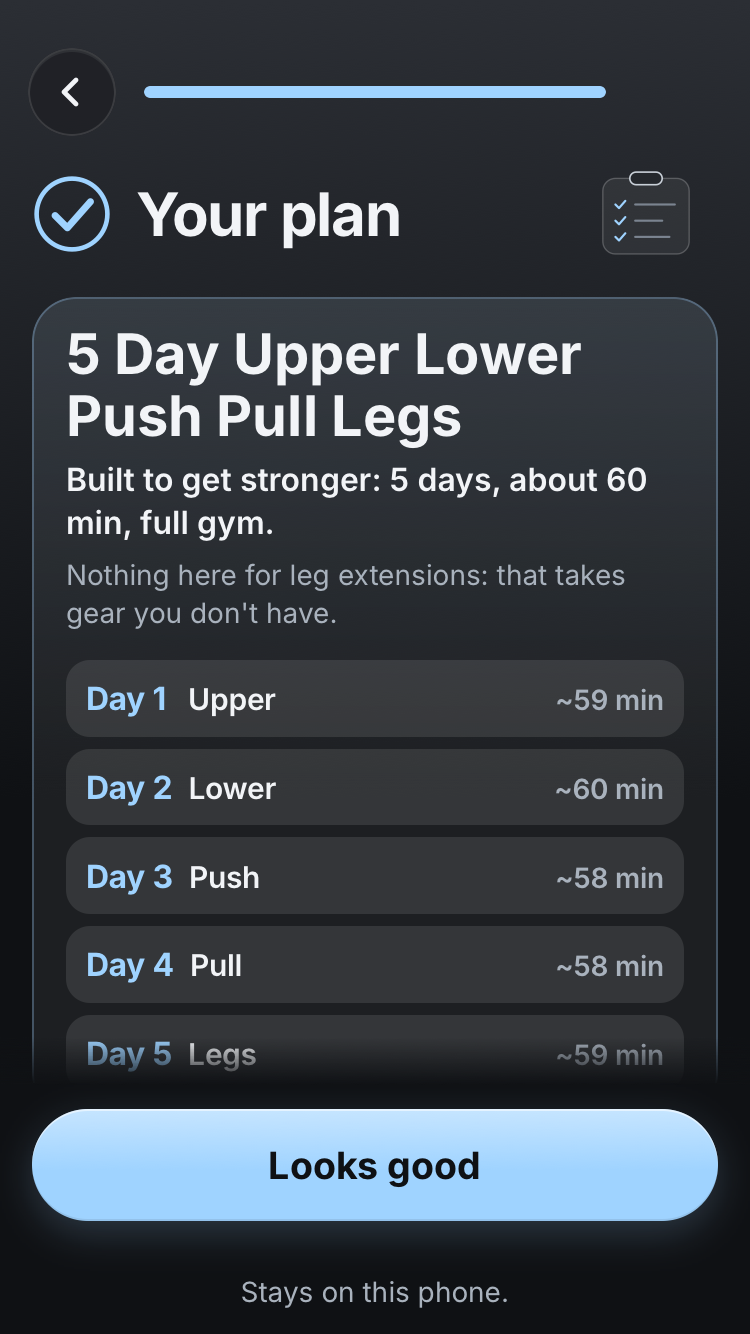 Your plan
5 Day Upper Lower
Push Pull Legs
Built to get stronger: 5 days, about 60
min, full gym.
Nothing here for leg extensions: that takes
gear you don't have.
Day 1 Upper ~59 min
Day 2 Lower ~60 min
Day 3 Push ~58 min
Day 4 Pull ~58 min
Day 5 Legs ~59 min
Looks good
Stays on this phone.